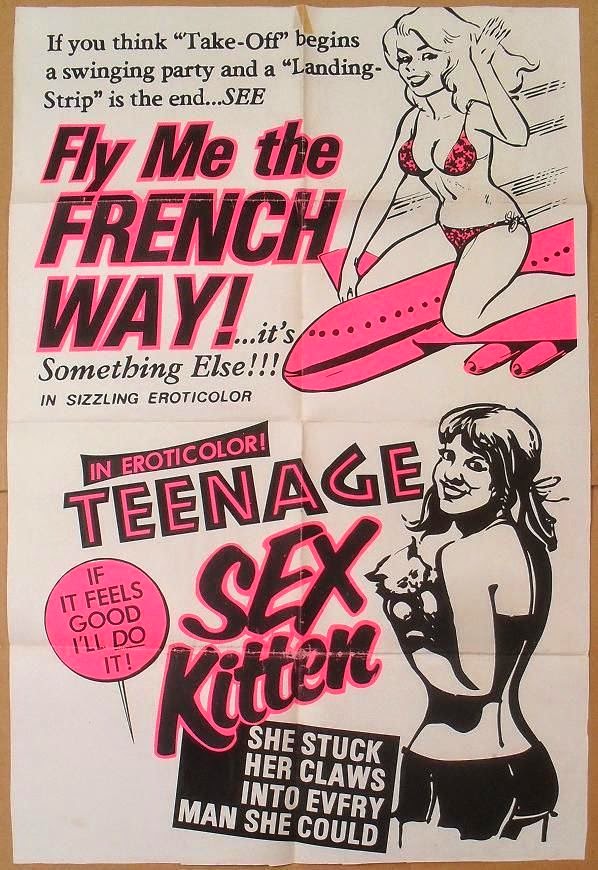 If you think “Take-Off” begins
a swinging party and a “Landing-
Strip” is the end...SEE
Fly Me the
FRENCH
WAY!
...it's
Something Else!!!
IN SIZZLING EROTICOLOR
IN EROTICOLOR!
TEENAGE
SEX
Kitten
IF
IT FEELS
GOOD
I'LL DO
IT!
SHE STUCK
HER CLAWS
INTO EVFRY
MAN SHE COULD